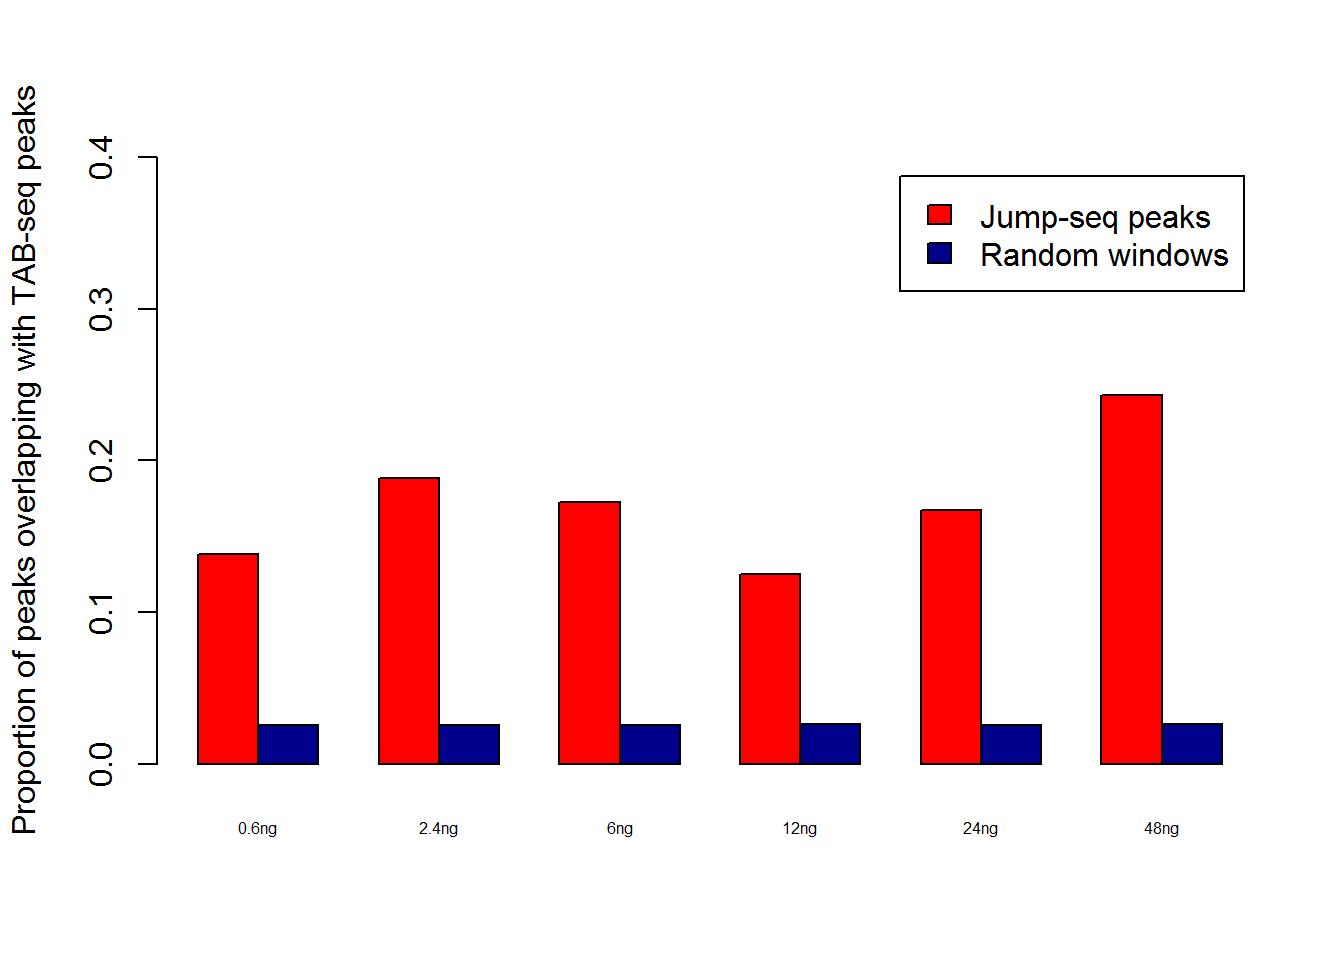 Proportion of peaks overlapping with TAB-seq peaks
0.4
0.3
0.2
0.1
0.0
Jump-seq peaks
Random windows
0.6ng
2.4ng
6ng
12ng
24ng
48ng